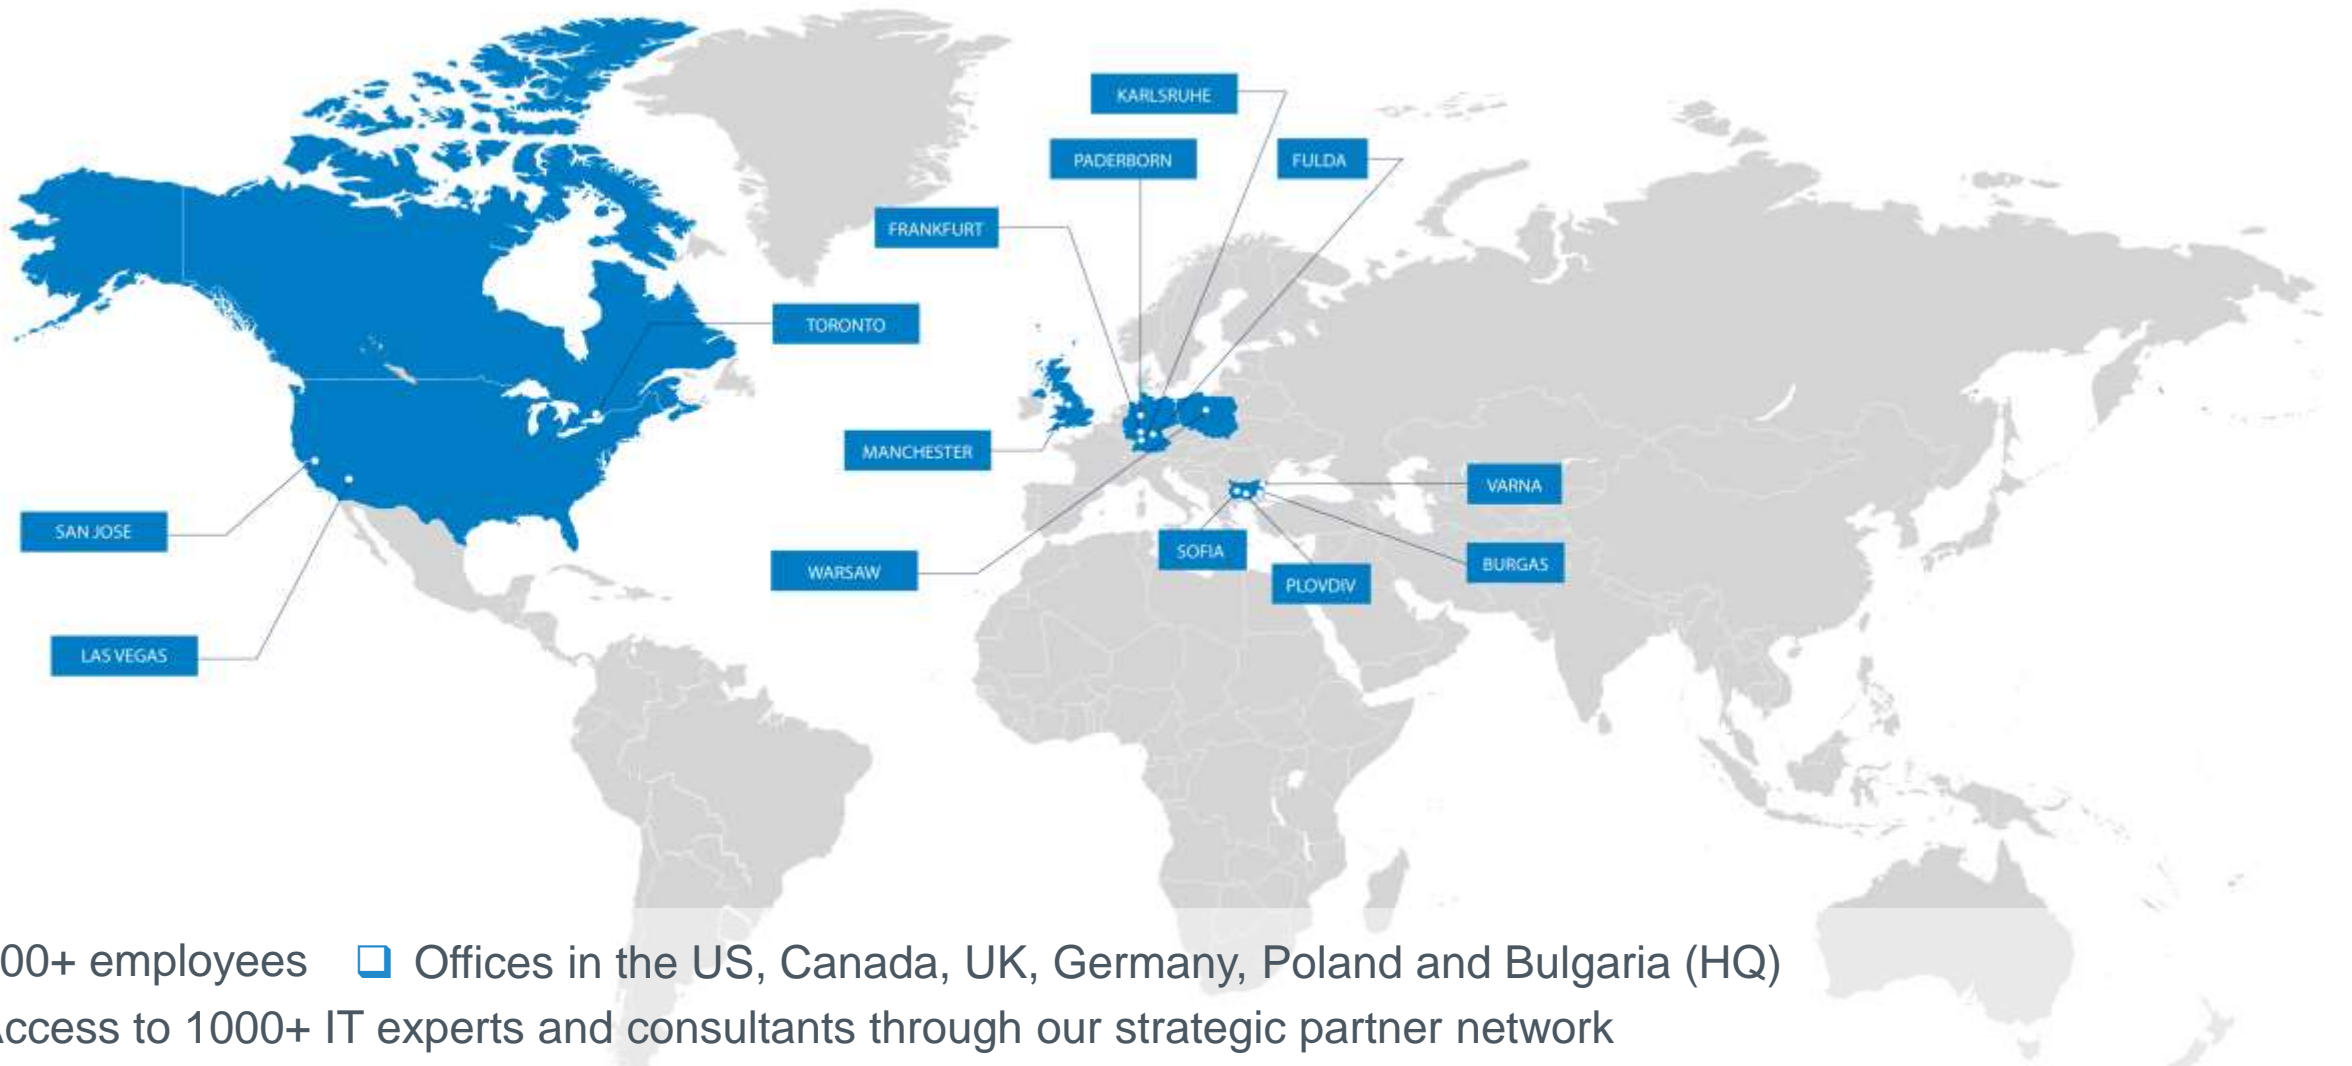 KARLSRUHE
PADERBORN
FULDA
FRANKFURT
TORONTO
MANCHESTER
VARNA
SAN JOSE
SOFIA
BURGAS
WARSAW
PLOVDIV
LAS VEGAS
00+ employees ❑ Offices in the US, Canada, UK, Germany, Poland and Bulgaria (HQ)
ccess to 1000+ IT experts and consultants through our strategic partner network